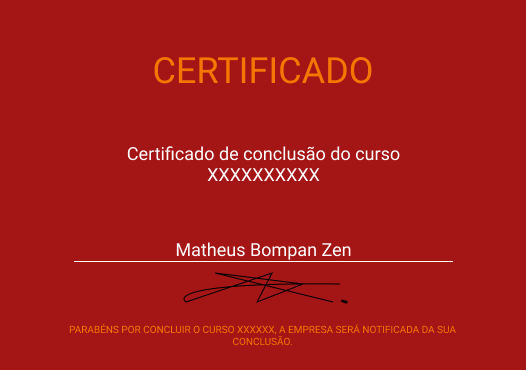 CERTIFICADO
Certificado de conclusão do curso
XXXXXXXXXX
Matheus Bompan Zen
PARABÉNS POR CONCLUIR O CURSO XXXXXX, A EMPRESA SERÁ NOTIFICADA DA SUA
CONCLUSÃO.